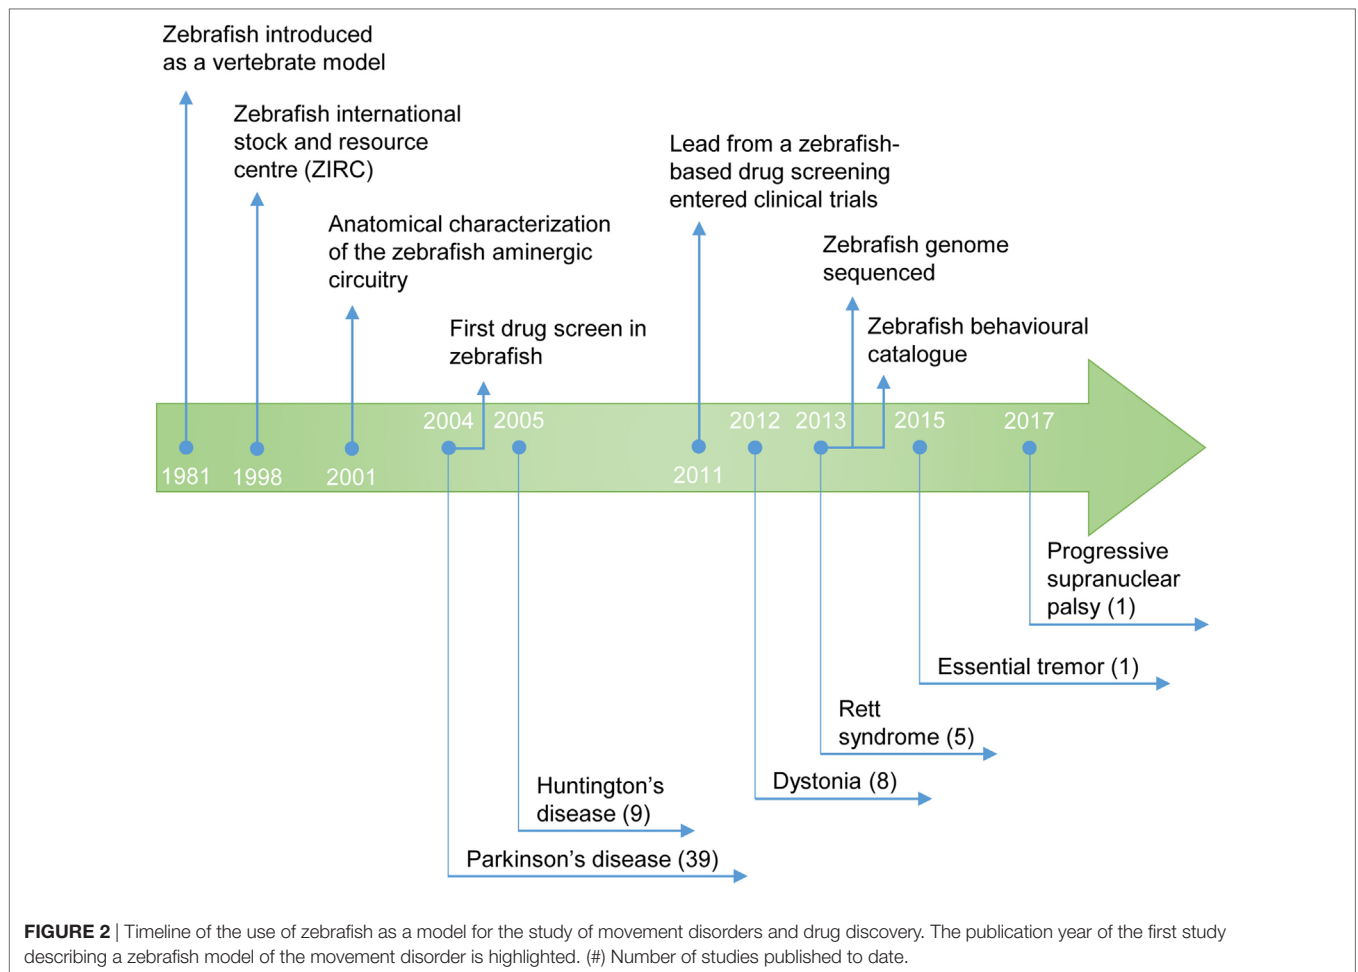 Zebrafish introduced
as a vertebrate model
Zebrafish international
stock and resource
centre (ZIRC)
Anatomical characterization
of the zebrafish aminergic
circuitry
First drug screen in
zebrafish
Lead from a zebrafish-
based drug screening
entered clinical trials
Zebrafish genome
sequenced
Zebrafish behavioural
catalogue
1981
1998
2001
2004
2005
2011
2012
2013
2015
2017
Progressive
supranuclear
palsy (1)
Essential tremor (1)
Rett
syndrome (5)
Dystonia (8)
Huntington’s
disease (9)
Parkinson’s disease (39)
FIGURE 2 | Timeline of the use of zebrafish as a model for the study of movement disorders and drug discovery. The publication year of the first study
describing a zebrafish model of the movement disorder is highlighted. (#) Number of studies published to date.